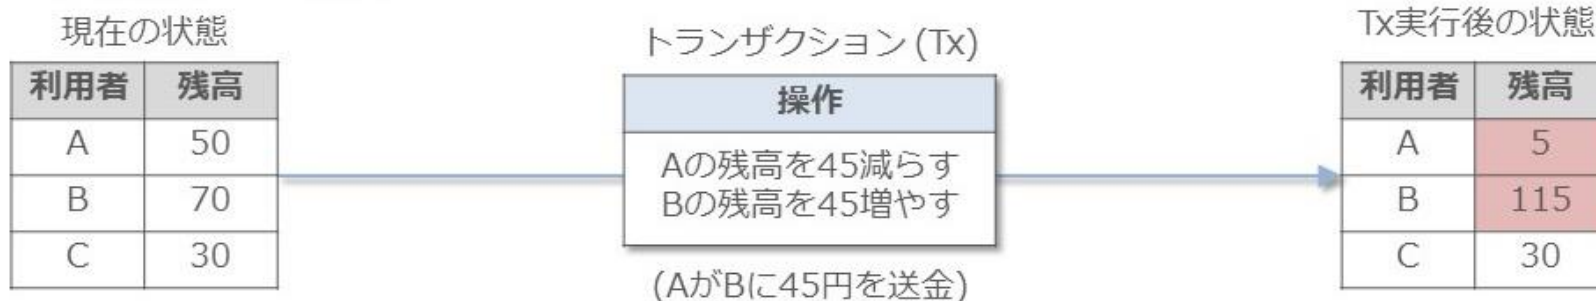 現在の状態
利用者 残高
A 50
B 70
C 30
トランザクション (Tx)
操作
Aの残高を45減らす
Bの残高を45増やす
(AがBに45円を送金)
Tx実行後の状態
利用者 残高
A 5
B 115
C 30